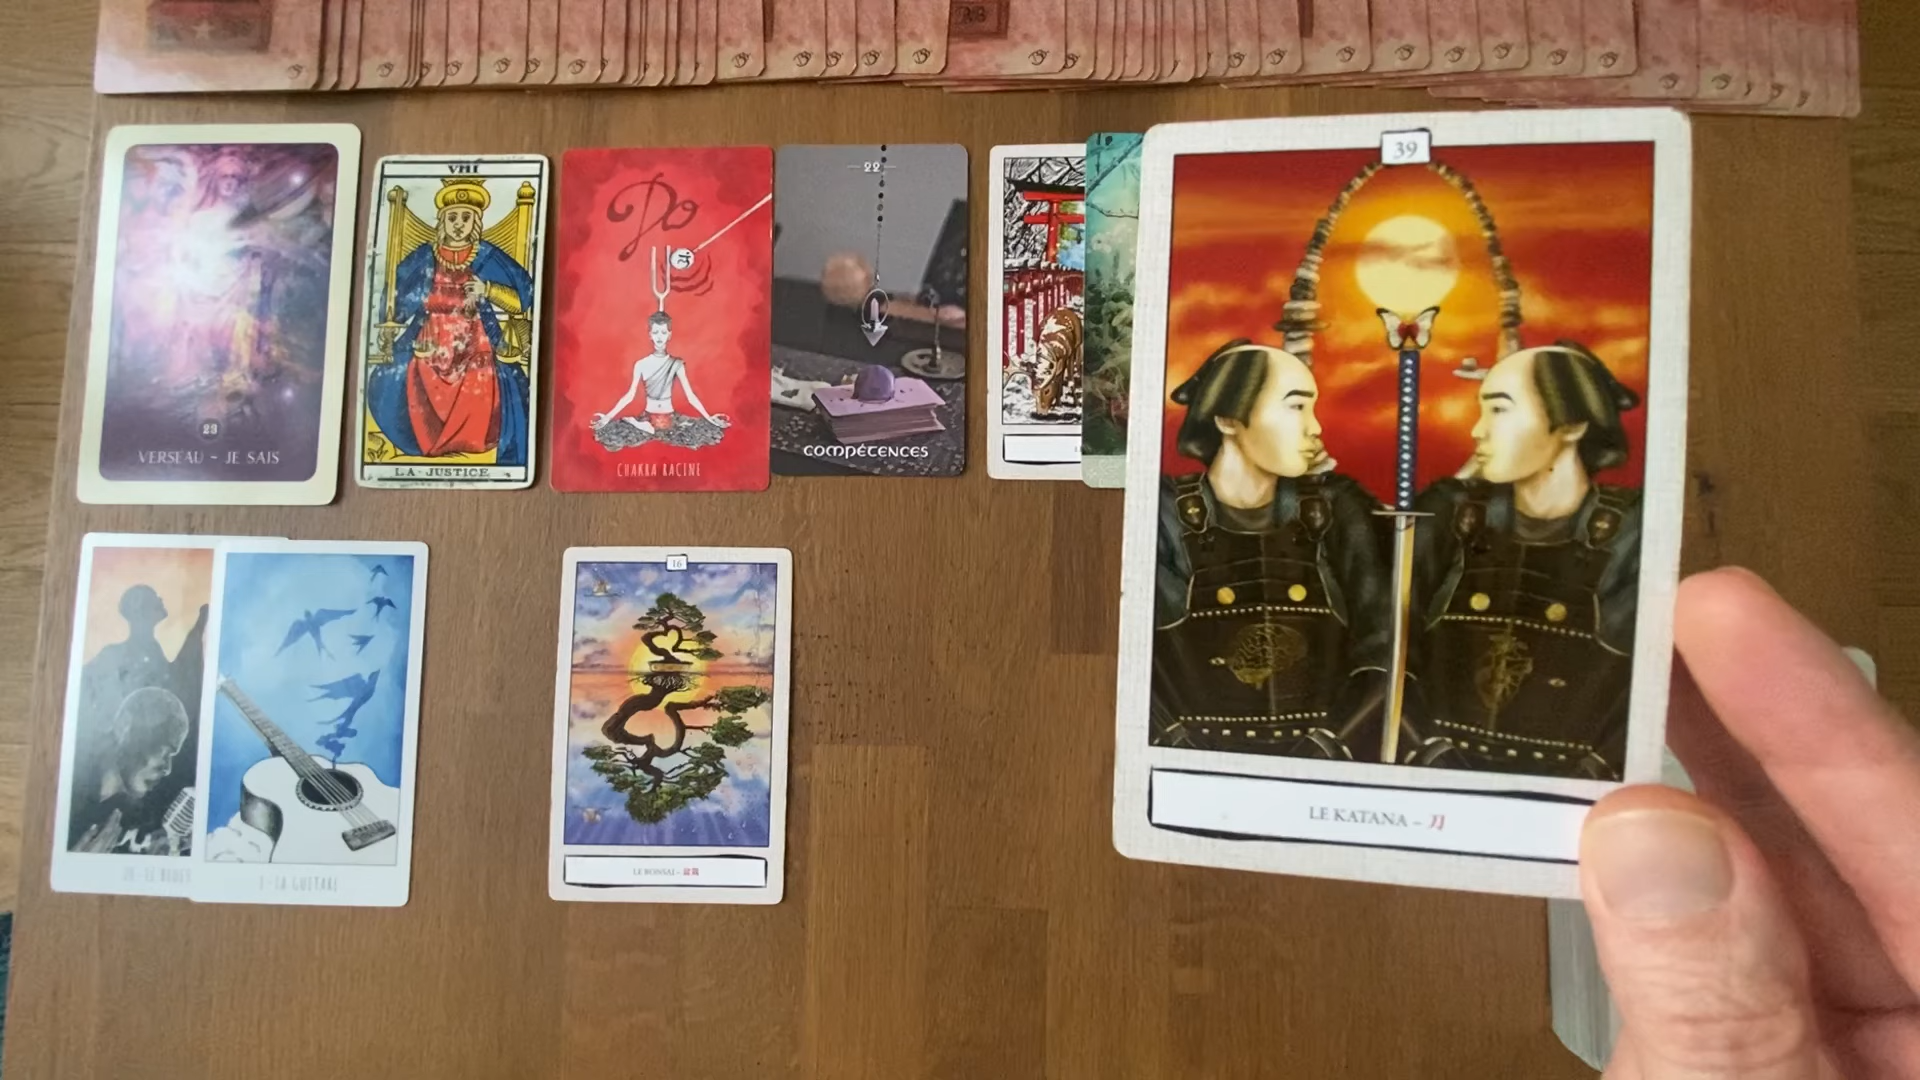 23
VERSEAU - JE SAIS
VIII
LA·JUSTICE
Do
CHAKRA RACINE
22
COMPÉTENCES
39
LE KATANA - 刀
1 - LA GUITARE
16
LE BONSAI - 盆栽